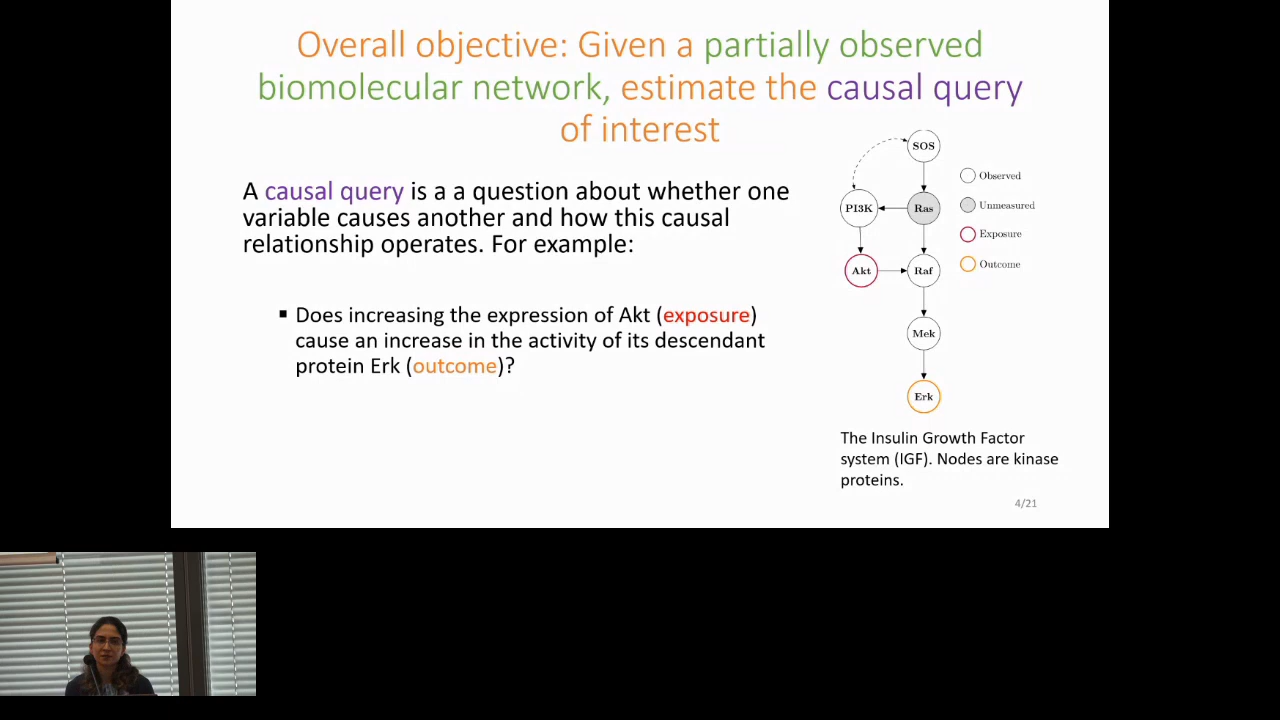 Overall objective: Given a partially observed
biomolecular network, estimate the causal query
of interest
A causal query is a a question about whether one
variable causes another and how this causal
relationship operates. For example:
▪ Does increasing the expression of Akt (exposure)
cause an increase in the activity of its descendant
protein Erk (outcome)?
SOS
PI3K
Ras
Akt
Raf
Mek
Erk
Observed
Unmeasured
Exposure
Outcome
The Insulin Growth Factor
system (IGF). Nodes are kinase
proteins.
4/21